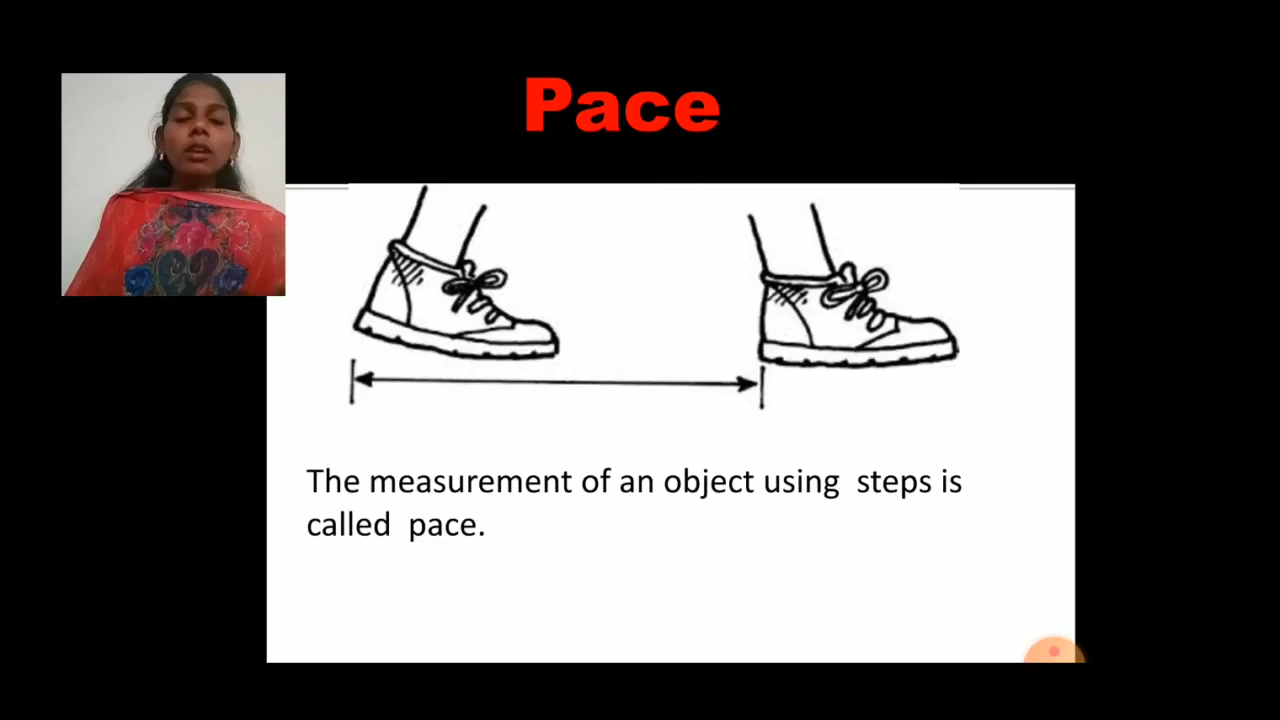 Pace
The measurement of an object using  steps is
called  pace.